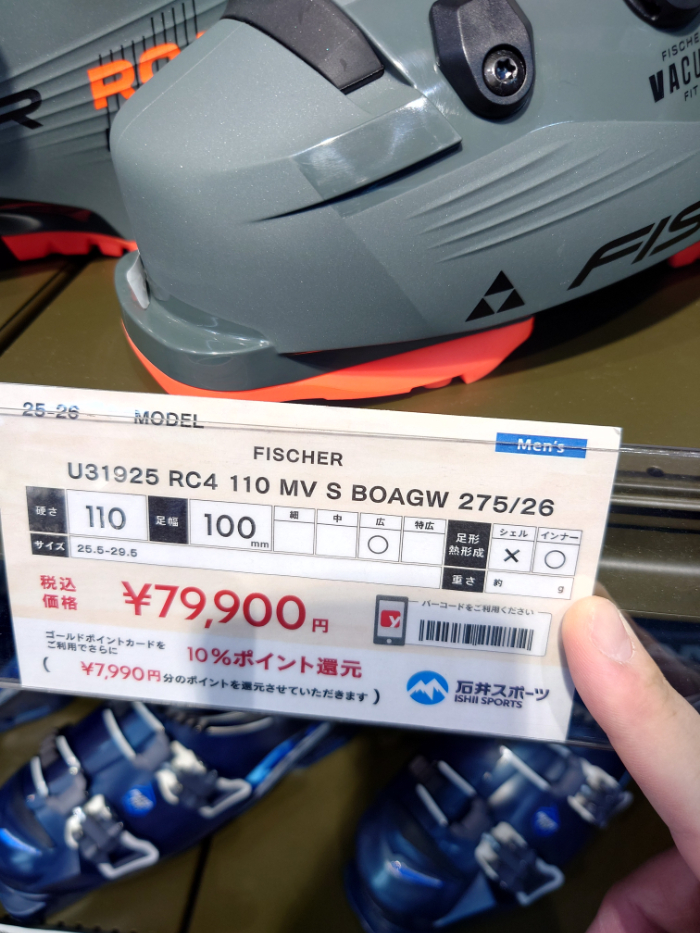 FISCHER
VACU
FIT
FIS
25-26 MODEL
Men's
FISCHER
U31925 RC4 110 MV S BOAGW 275/26
硬さ 110 足幅 100mm 細 中 広 特広 足形熱形成 シェル インナー
○ × ○
サイズ 25.5-29.5 重さ 約 g
税込価格 ¥79,900円
バーコードをご利用ください
ゴールドポイントカードを
ご利用でさらに 10%ポイント還元
( ¥7,990円分のポイントを還元させていただきます )
石井スポーツ
ISHII SPORTS